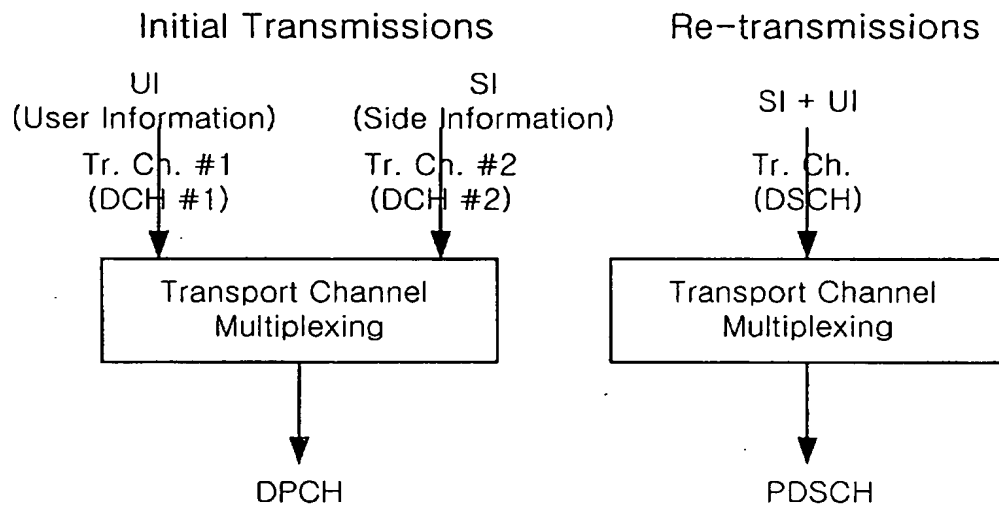 Initial Transmissions
UI
(User Information)
Tr. Ch. #1
(DCH #1)
SI
(Side Information)
Tr. Ch. #2
(DCH #2)
Transport Channel
Multiplexing
DPCH
Re-transmissions
SI + UI
Tr. Ch.
(DSCH)
Transport Channel
Multiplexing
PDSCH